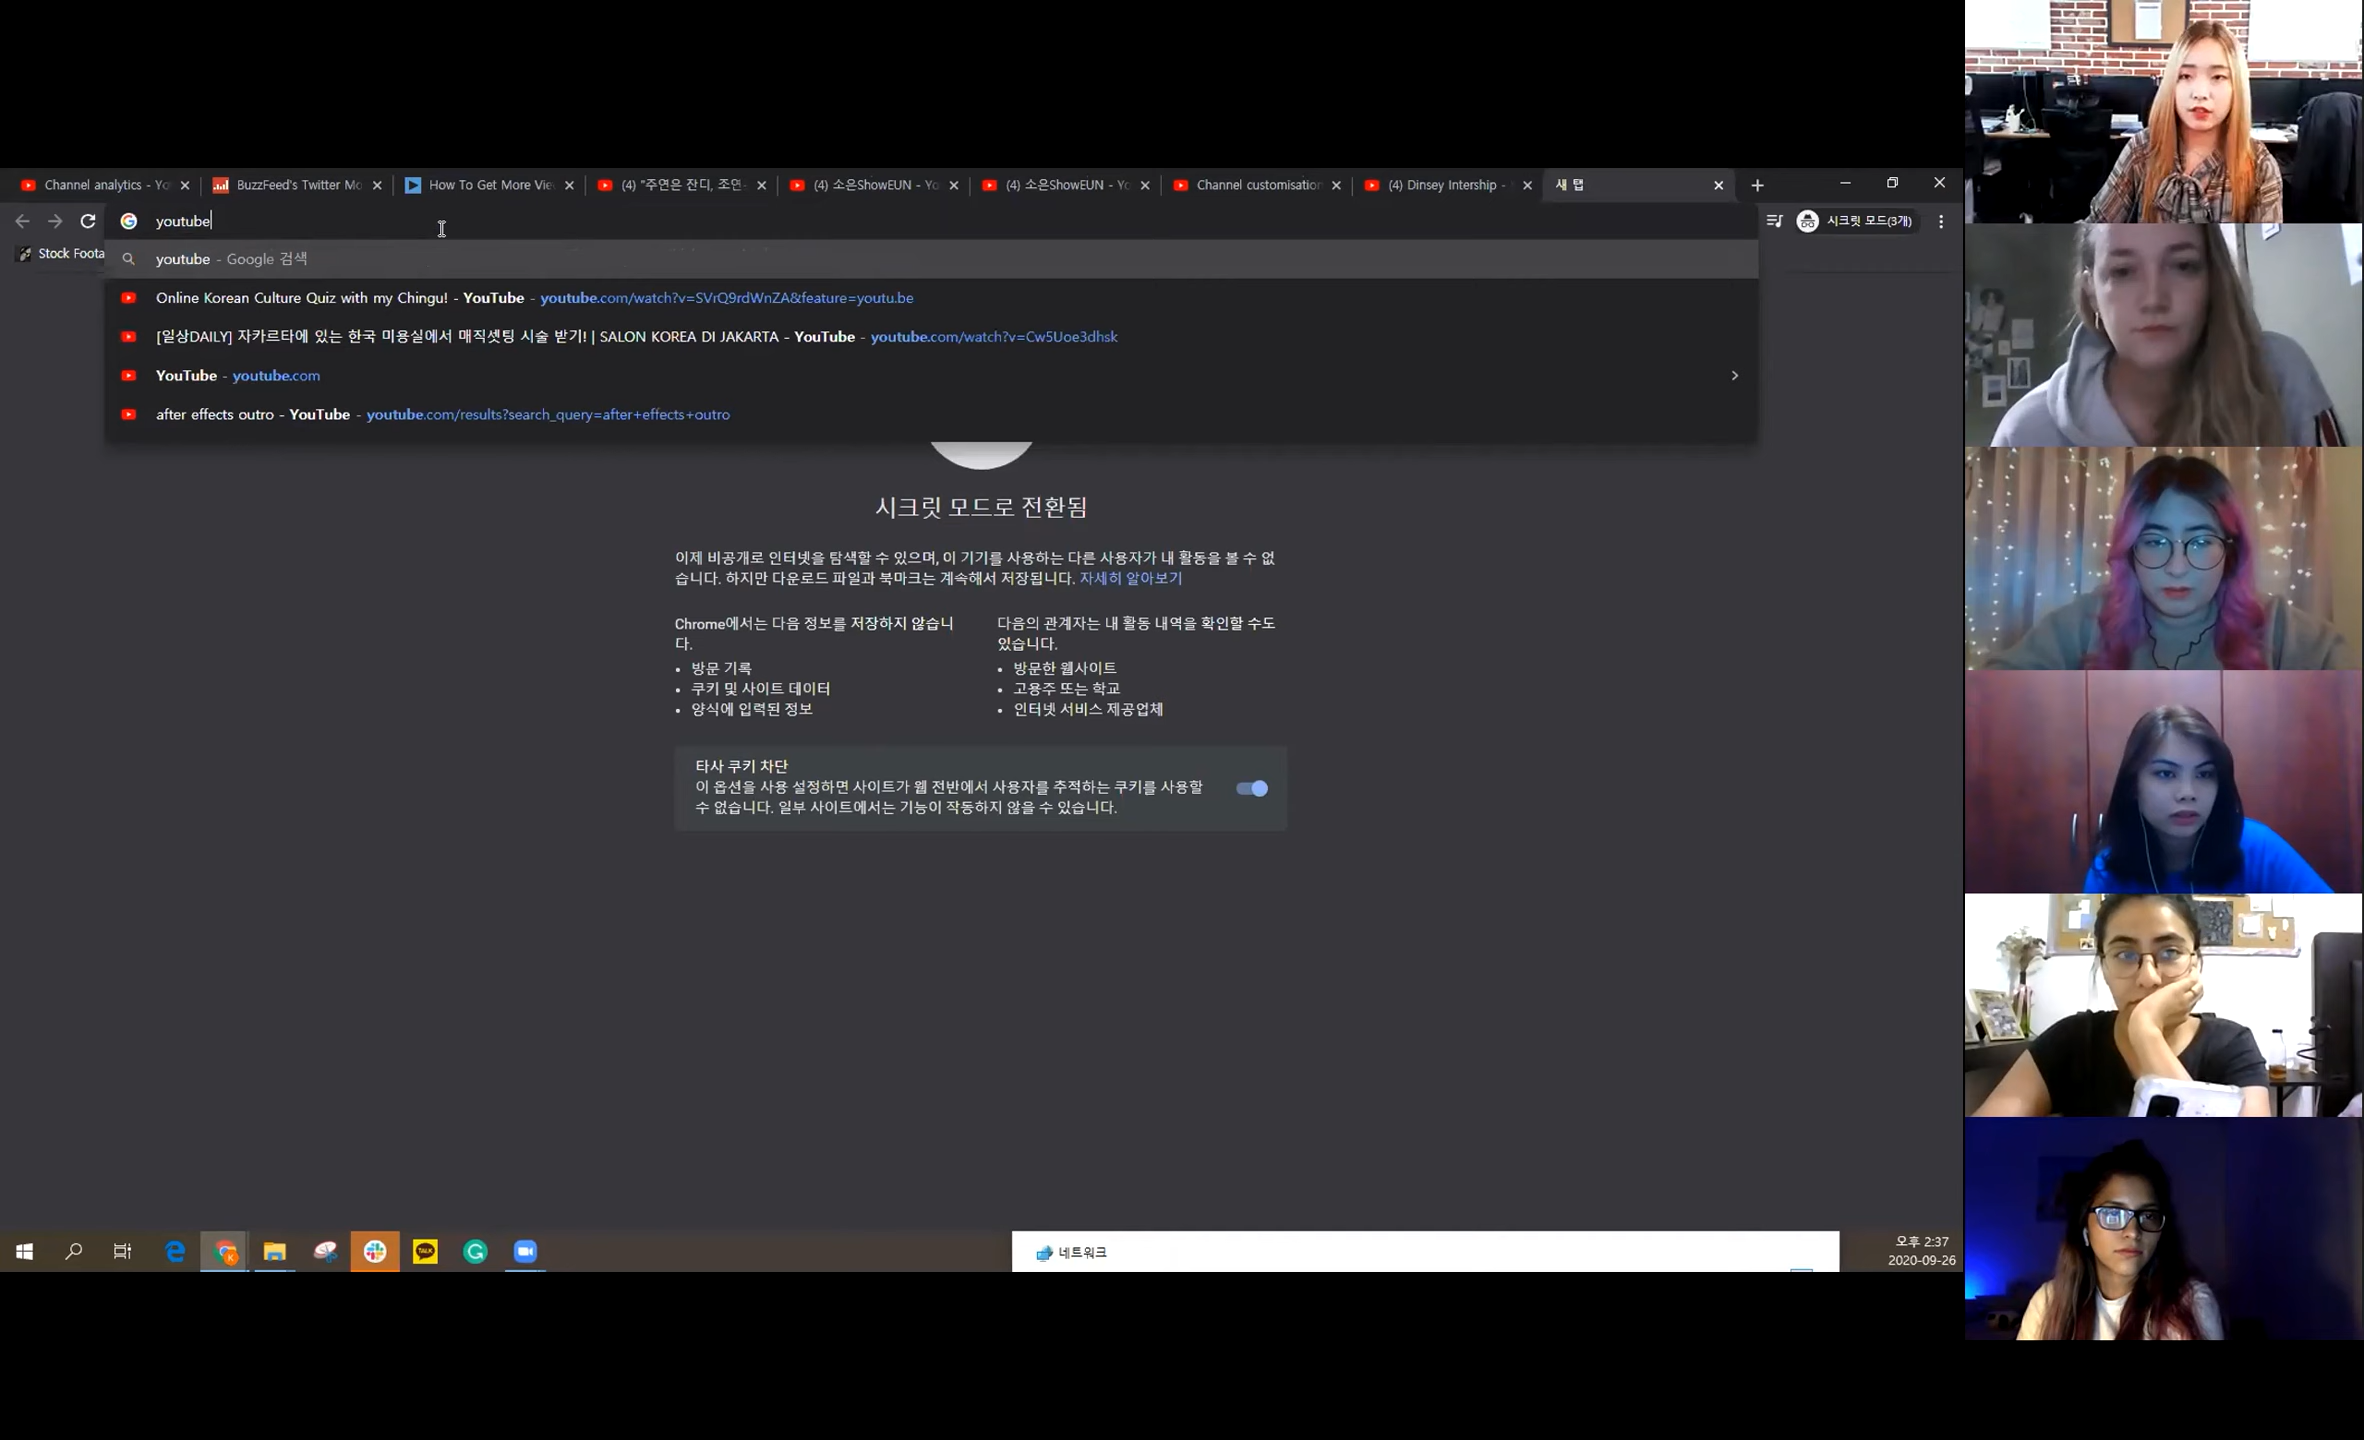 Channel analytics - Yo
BuzzFeed's Twitter Mo
How To Get More Vie
(4) "주연은 잔디, 조연-
(4) 소은ShowEUN - Yo
(4) 소은ShowEUN - Yo
Channel customisation
(4) Dinsey Intership -
새 탭
youtube
시크릿 모드(3개)
Stock Foota
youtube - Google 검색
Online Korean Culture Quiz with my Chingu! - YouTube - youtube.com/watch?v=SVrQ9rdWnZA&feature=youtu.be
[일상DAILY] 자카르타에 있는 한국 미용실에서 매직셋팅 시술 받기! | SALON KOREA DI JAKARTA - YouTube - youtube.com/watch?v=Cw5Uoe3dhsk
YouTube - youtube.com
after effects outro - YouTube - youtube.com/results?search_query=after+effects+outro
시크릿 모드로 전환됨
이제 비공개로 인터넷을 탐색할 수 있으며, 이 기기를 사용하는 다른 사용자가 내 활동을 볼 수 없
습니다. 하지만 다운로드 파일과 북마크는 계속해서 저장됩니다. 자세히 알아보기
Chrome에서는 다음 정보를 저장하지 않습니
다.
• 방문 기록
• 쿠키 및 사이트 데이터
• 양식에 입력된 정보
다음의 관계자는 내 활동 내역을 확인할 수도
있습니다.
• 방문한 웹사이트
• 고용주 또는 학교
• 인터넷 서비스 제공업체
타사 쿠키 차단
이 옵션을 사용 설정하면 사이트가 웹 전반에서 사용자를 추적하는 쿠키를 사용할
수 없습니다. 일부 사이트에서는 기능이 작동하지 않을 수 있습니다.
TALK
네트워크
오후 2:37
2020-09-26